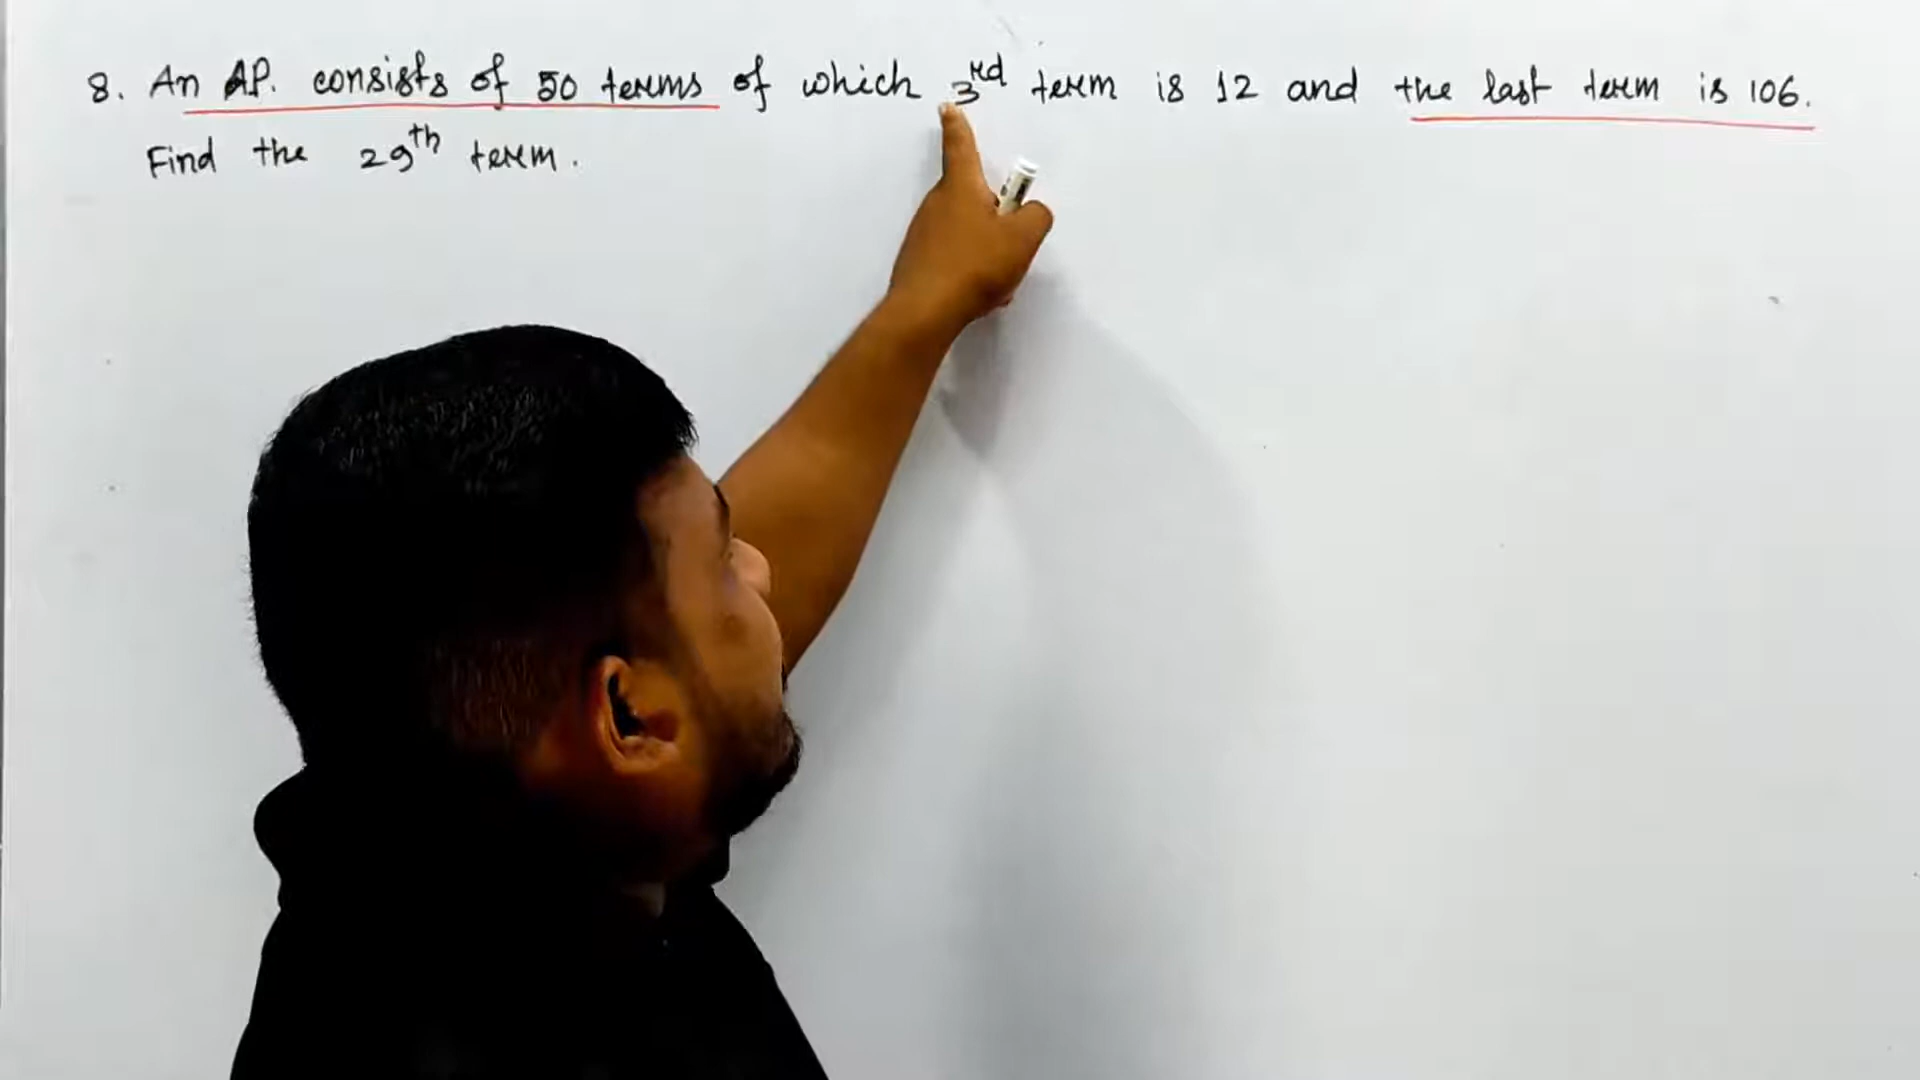 8. An AP. consists of 50 terms of which 3rd term is 12 and the last term is 106.
Find the 29th term.